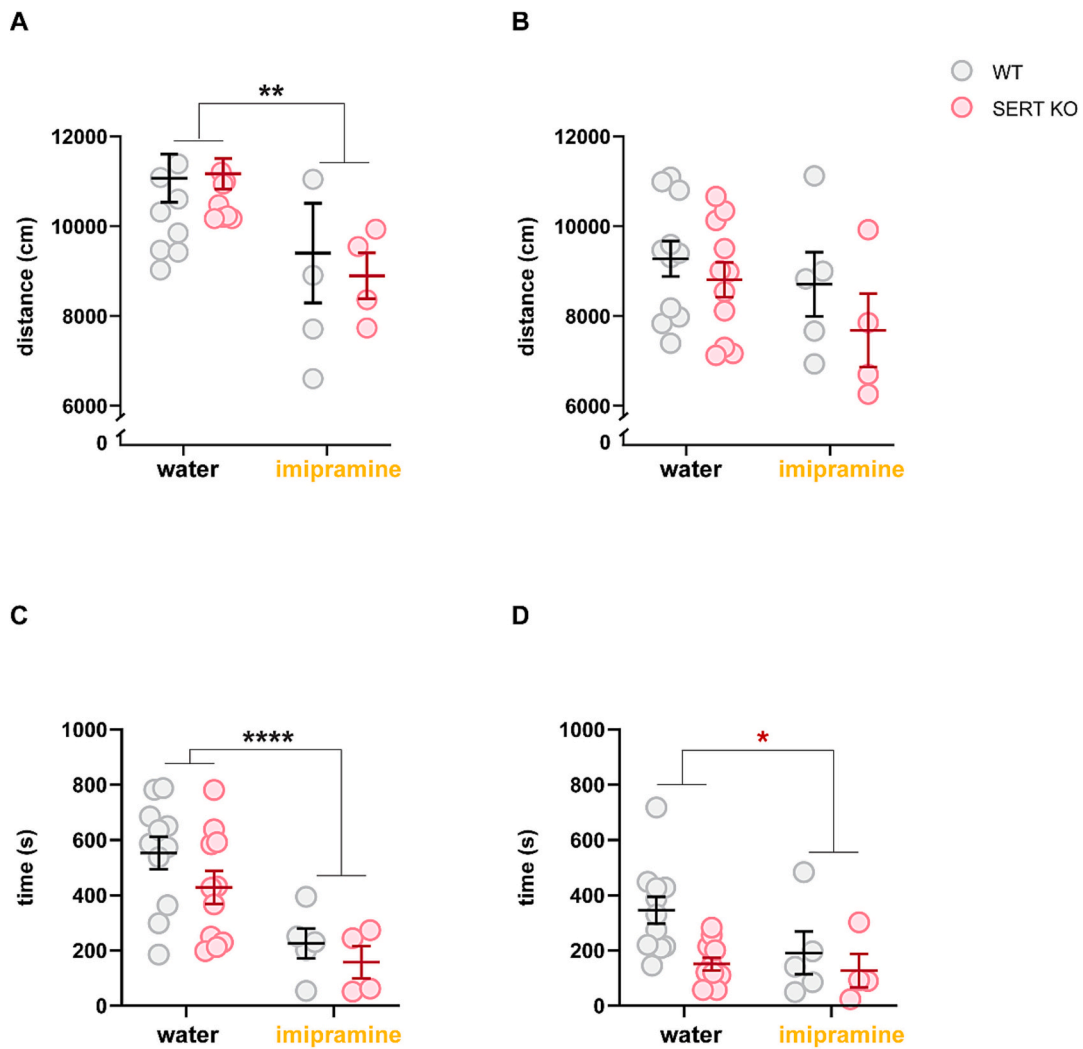 A
B
WT
SERT KO
**
12000
10000
8000
6000
0
distance (cm)
water
imipramine
12000
10000
8000
6000
0
distance (cm)
water
imipramine
C
D
****
1000
800
600
400
200
0
time (s)
water
imipramine
*
1000
800
600
400
200
0
time (s)
water
imipramine